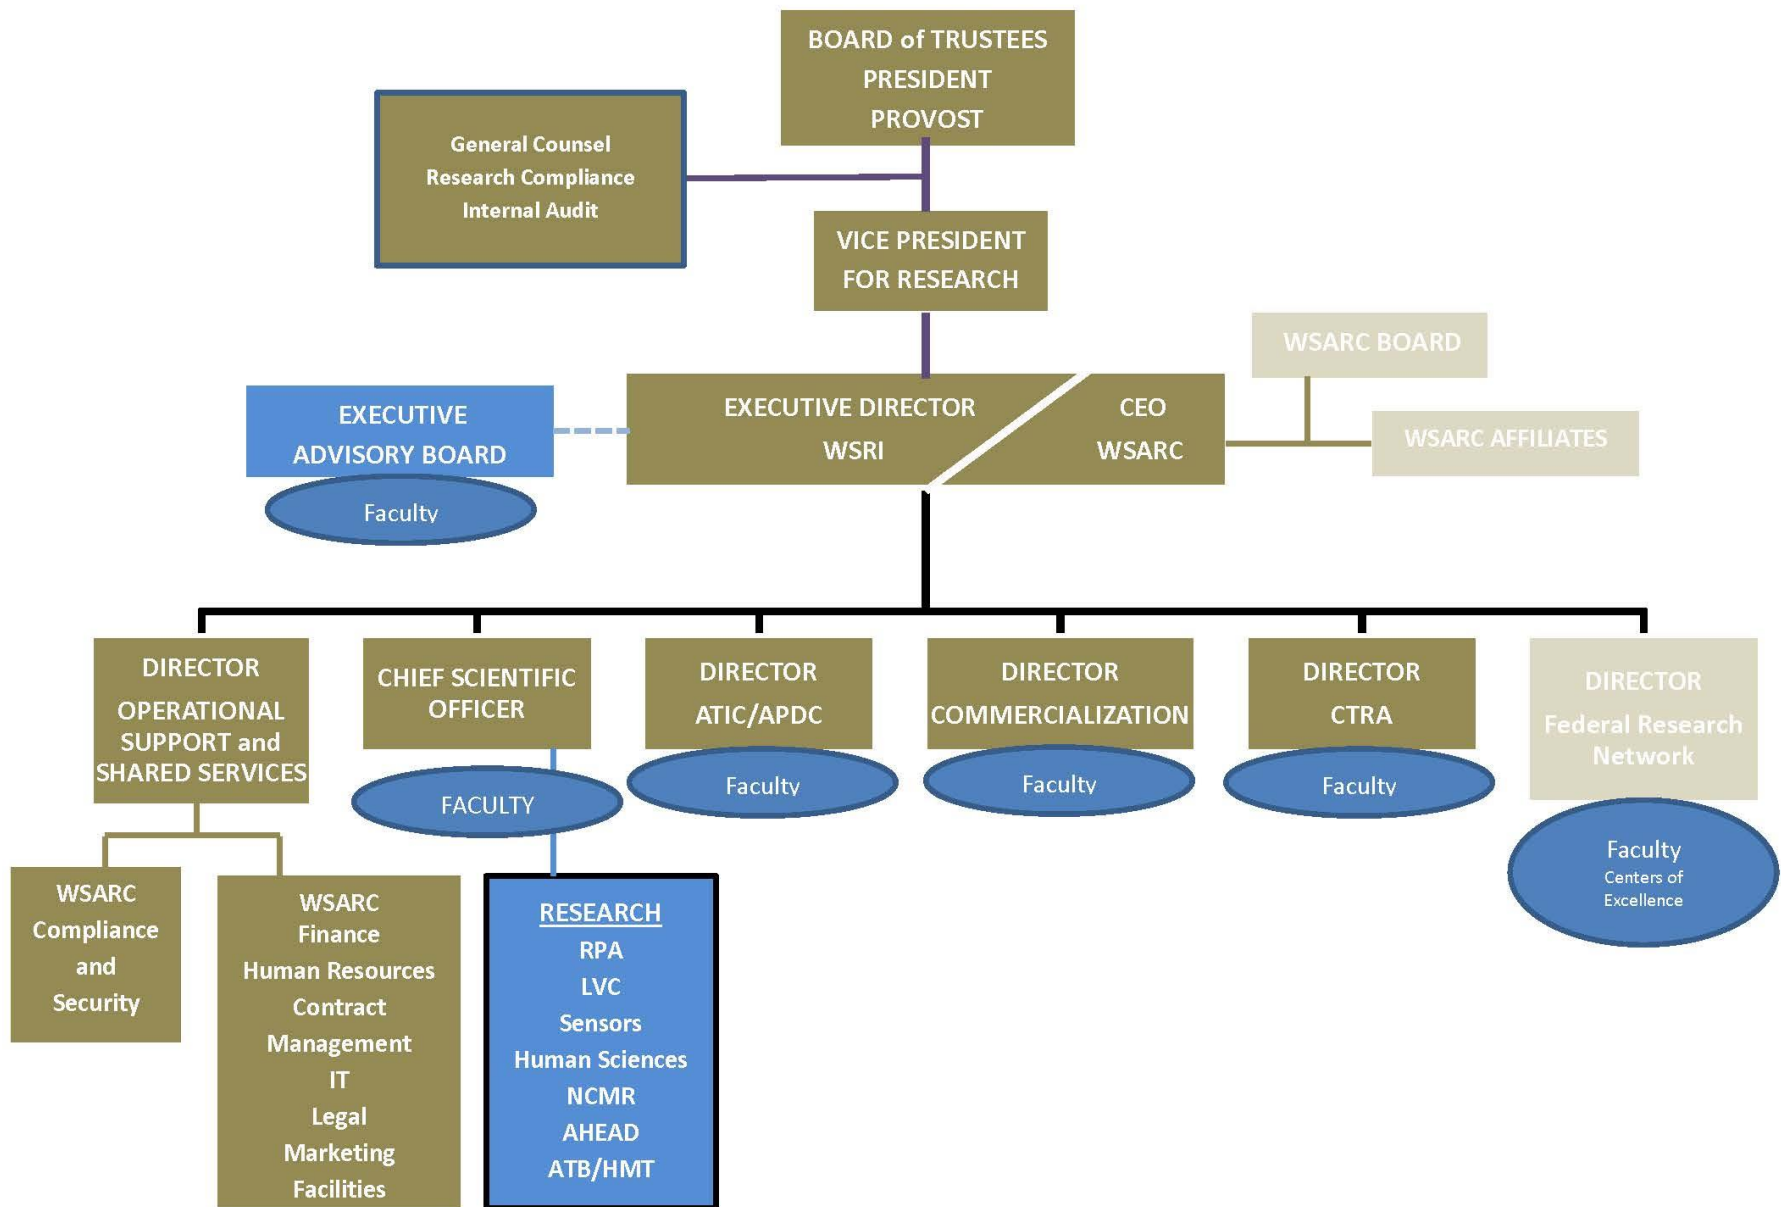 BOARD of TRUSTEES
PRESIDENT
PROVOST
General Counsel
Research Compliance
Internal Audit
VICE PRESIDENT
FOR RESEARCH
WSARC BOARD
EXECUTIVE
ADVISORY BOARD
Faculty
EXECUTIVE DIRECTOR
WSRI
CEO
WSARC
WSARC AFFILIATES
DIRECTOR
OPERATIONAL
SUPPORT and
SHARED SERVICES
CHIEF SCIENTIFIC
OFFICER
FACULTY
DIRECTOR
ATIC/APDC
Faculty
DIRECTOR
COMMERCIALIZATION
Faculty
DIRECTOR
CTRA
Faculty
DIRECTOR
Federal Research
Network
Faculty
Centers of
Excellence
WSARC
Compliance
and
Security
WSARC
Finance
Human Resources
Contract
Management
IT
Legal
Marketing
Facilities
RESEARCH
RPA
LVC
Sensors
Human Sciences
NCMR
AHEAD
ATB/HMT